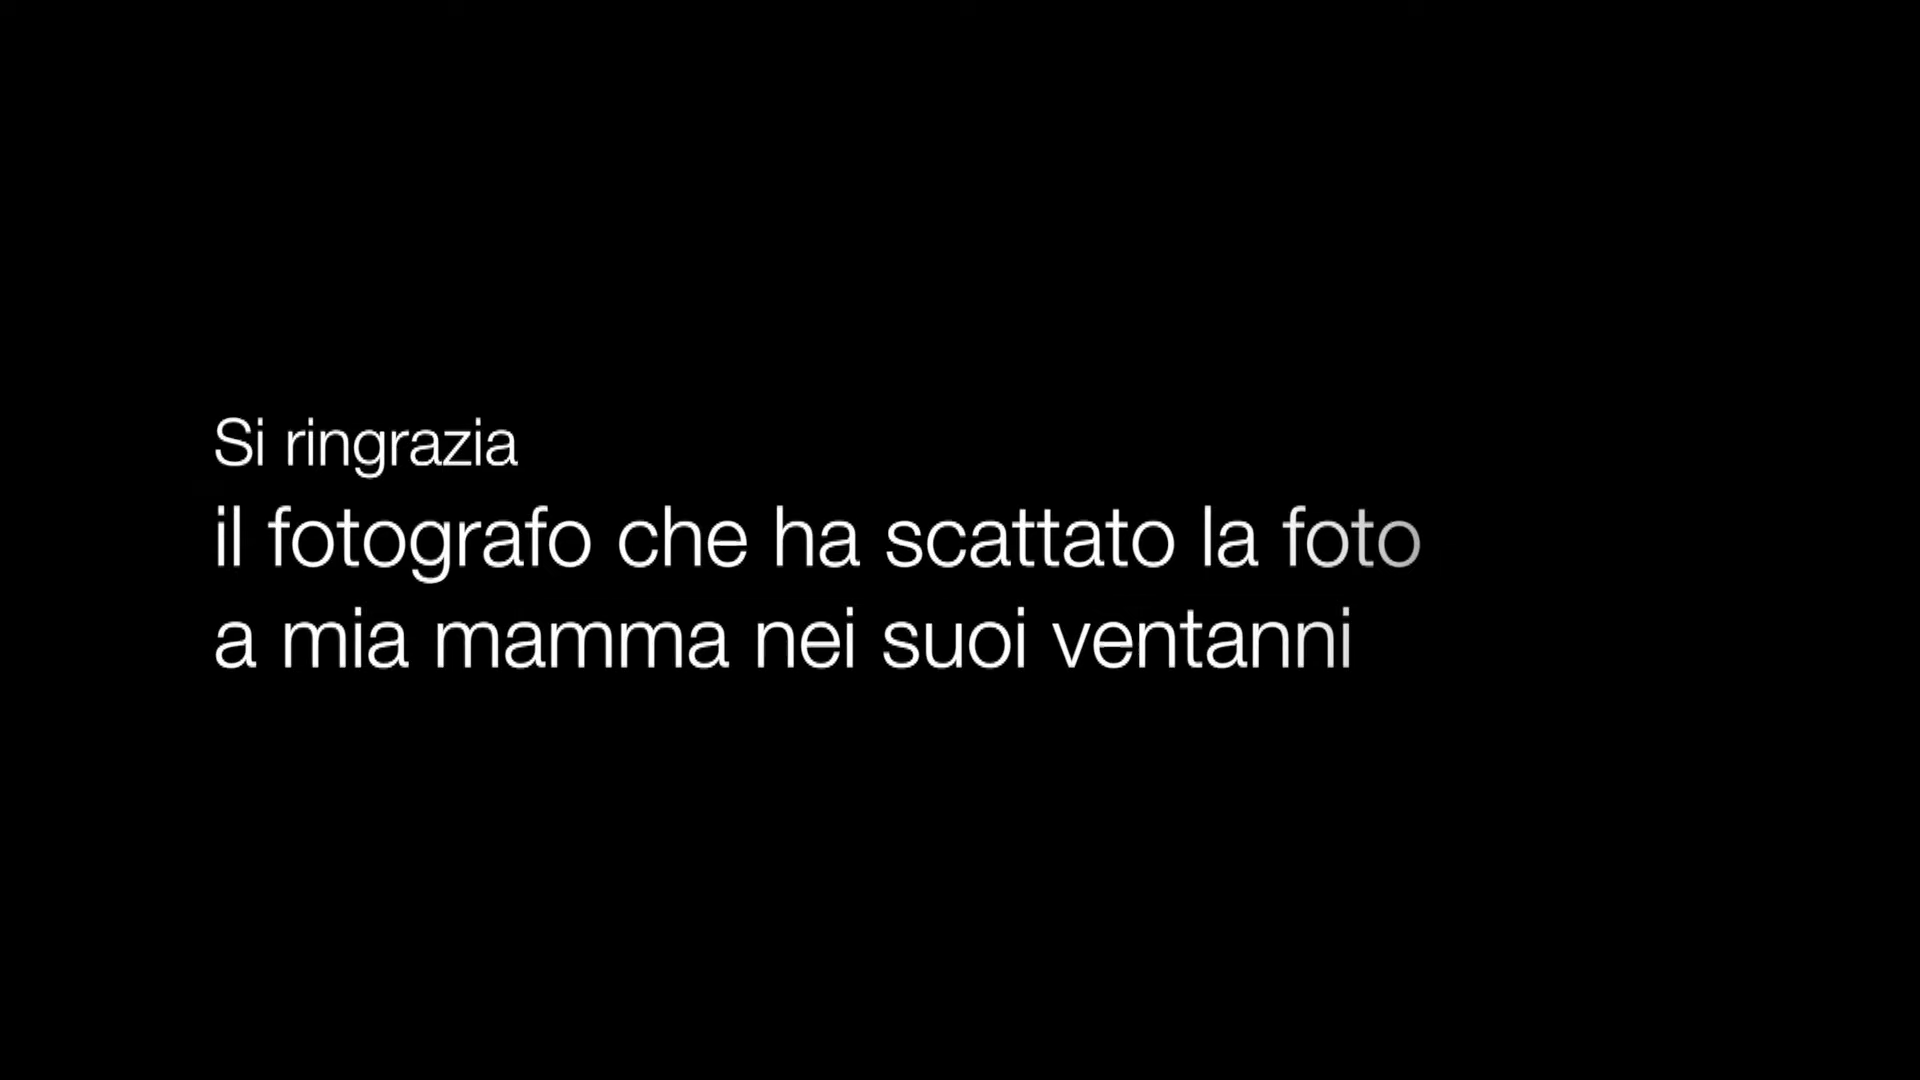 Si ringrazia
il fotografo che ha scattato la foto
a mia mamma nei suoi ventanni